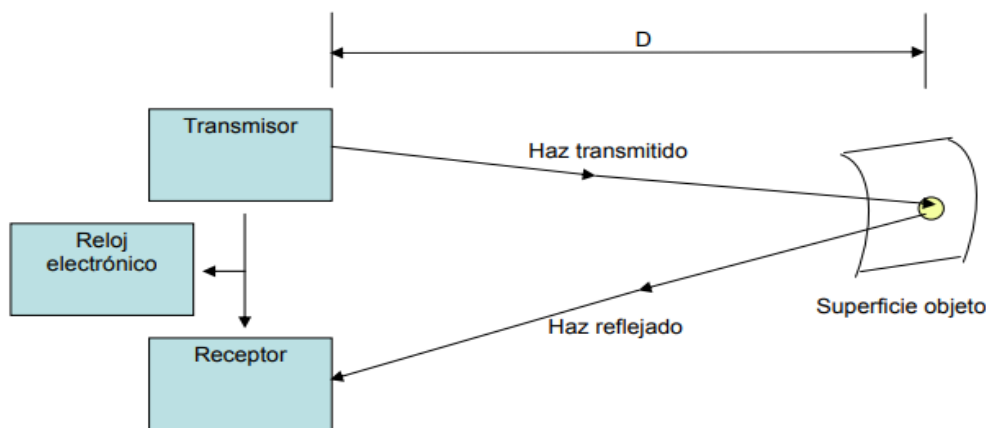 D
Transmisor
Haz transmitido
Reloj
electrónico
Superficie objeto
Haz reflejado
Receptor